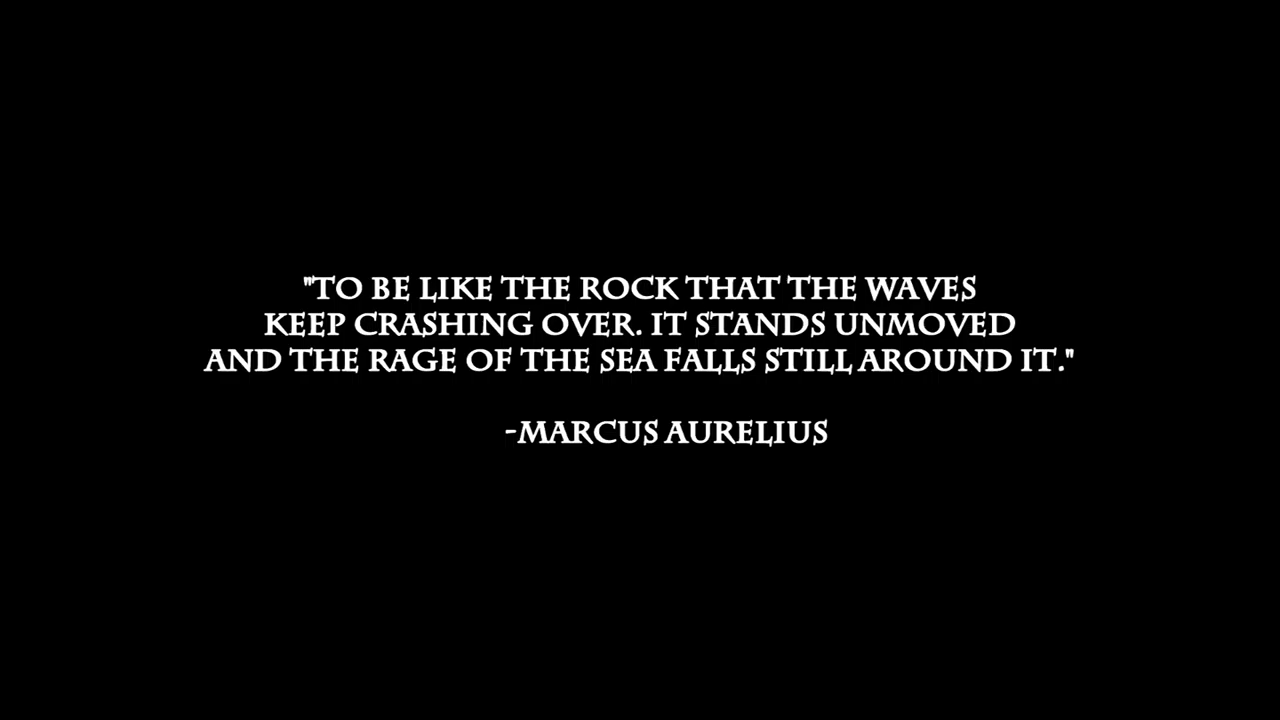 "TO BE LIKE THE ROCK THAT THE WAVES
KEEP CRASHING OVER. IT STANDS UNMOVED
AND THE RAGE OF THE SEA FALLS STILL AROUND IT."
-MARCUS AURELIUS